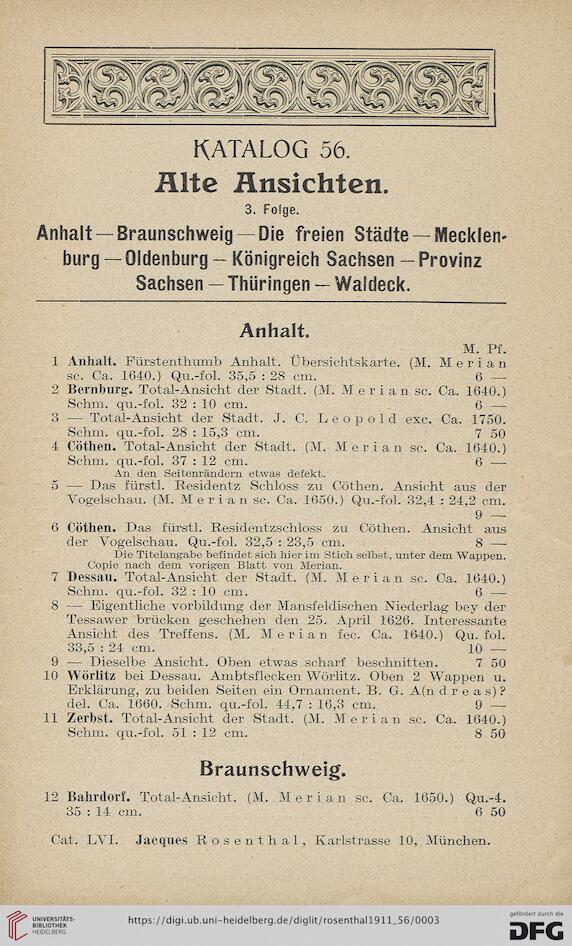 KATALOG 56.
Alte Ansichten.
3. Folge.
Anhalt — Braunschweig — Die freien Städte — Mecklen-
burg — Oldenburg — Königreich Sachsen — Provinz
Sachsen — Thüringen — Waldeck.
Anhalt.
M. Pf.
1 Anhalt. Fürstenthumb Anhalt. Übersichtskarte. (M. Merian
sc. Ca. 1640.) Qu.-fol. 35,5 : 28 cm. 6 —
2 Bernburg. Total-Ansicht der Stadt. (M. Merian sc. Ca. 1640.)
Schm. qu.-fol. 32 : 10 cm. 6 —
3 — Total-Ansicht der Stadt. J. C. Leopold exc. Ca. 1750.
Schm. qu.-fol. 28 : 15,3 cm. 7 50
4 Cöthen. Total-Ansicht der Stadt. (M. Merian sc. Ca. 1640.)
Schm. qu.-fol. 37 : 12 cm. 6 —
An den Seitenrändern etwas defekt.
5 — Das fürstl. Residentz Schloss zu Cöthen. Ansicht aus der
Vogelschau. (M. Merian sc. Ca. 1650.) Qu.-fol. 32,4 : 24,2 cm.
9 —
6 Cöthen. Das fürstl. Residentzschloss zu Cöthen. Ansicht aus
der Vogelschau. Qu.-fol. 32,5 : 23,5 cm. 8 —
Die Titelangabe befindet sich hier im Stich selbst, unter dem Wappen.
Copie nach dem vorigen Blatt von Merian.
7 Dessau. Total-Ansicht der Stadt. (M. Merian sc. Ca. 1640.)
Schm. qu.-fol. 32 : 10 cm. 6 —
8 — Eigentliche vorbildung der Mansfeldischen Niederlag bey der
Tessawer brücken geschehen den 25. April 1626. Interessante
Ansicht des Treffens. (M. Merian fec. Ca. 1640.) Qu. fol.
33,5 : 24 cm. 10 —
9 — Dieselbe Ansicht. Oben etwas scharf beschnitten. 7 50
10 Wörlitz bei Dessau. Ambtsflecken Wörlitz. Oben 2 Wappen u.
Erklärung, zu beiden Seiten ein Ornament. B. G. A(ndreas)?
del. Ca. 1660. Schm. qu.-fol. 44,7 : 16,3 cm. 9 —
11 Zerbst. Total-Ansicht der Stadt. (M. Merian sc. Ca. 1640.)
Schm. qu.-fol. 51 : 12 cm. 8 50
Braunschweig.
12 Bahrdorf. Total-Ansicht. (M. Merian sc. Ca. 1650.) Qu.-4.
35 : 14 cm. 6 50
Cat. LVI. Jacques Rosenthal, Karlstrasse 10, München.
UNIVERSITÄTS-
BIBLIOTHEK
HEIDELBERG
https://digi.ub.uni-heidelberg.de/diglit/rosenthal1911_56/0003
gefördert durch die
DFG